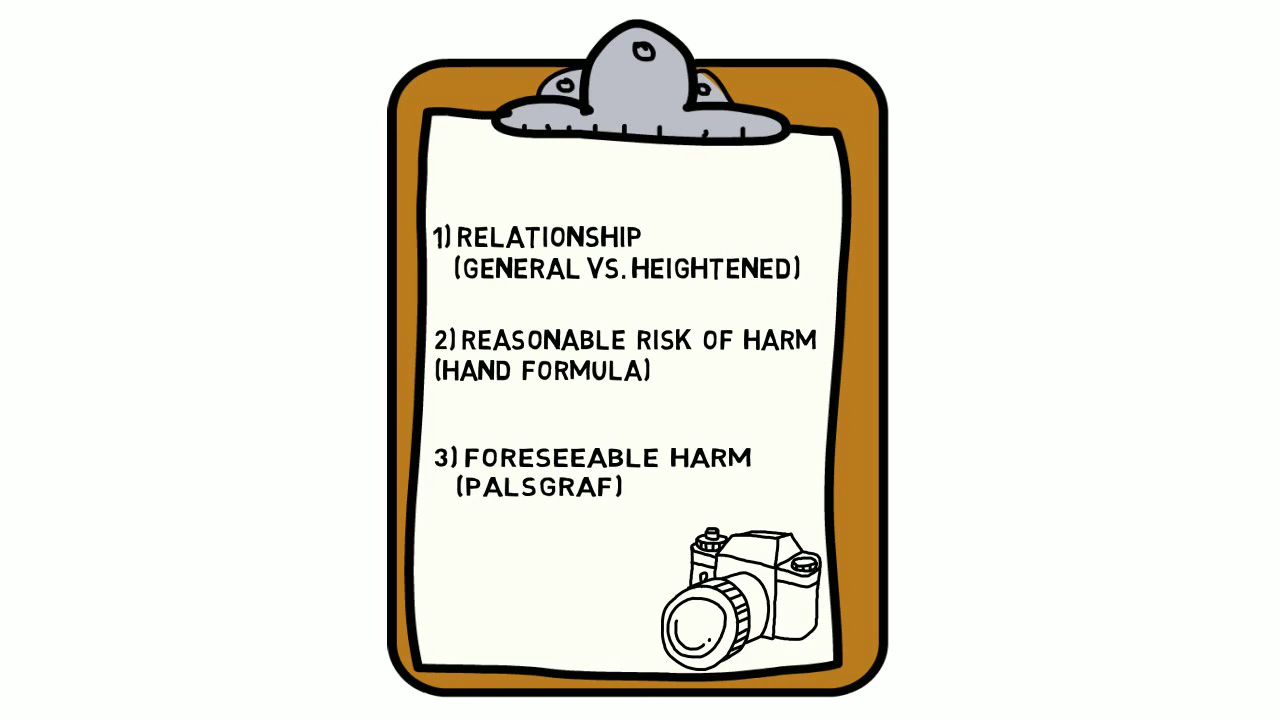 1) RELATIONSHIP
(GENERAL VS. HEIGHTENED)
2) REASONABLE RISK OF HARM
(HAND FORMULA)
3) FORESEEABLE HARM
(PALSGRAF)